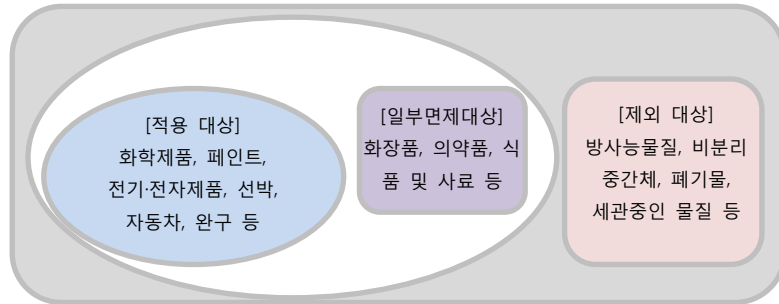 [적용 대상]
화학제품, 페인트,
전기·전자제품, 선박,
자동차, 완구 등
[일부면제대상]
화장품, 의약품, 식
품 및 사료 등
[제외 대상]
방사능물질, 비분리
중간체, 폐기물,
세관중인 물질 등